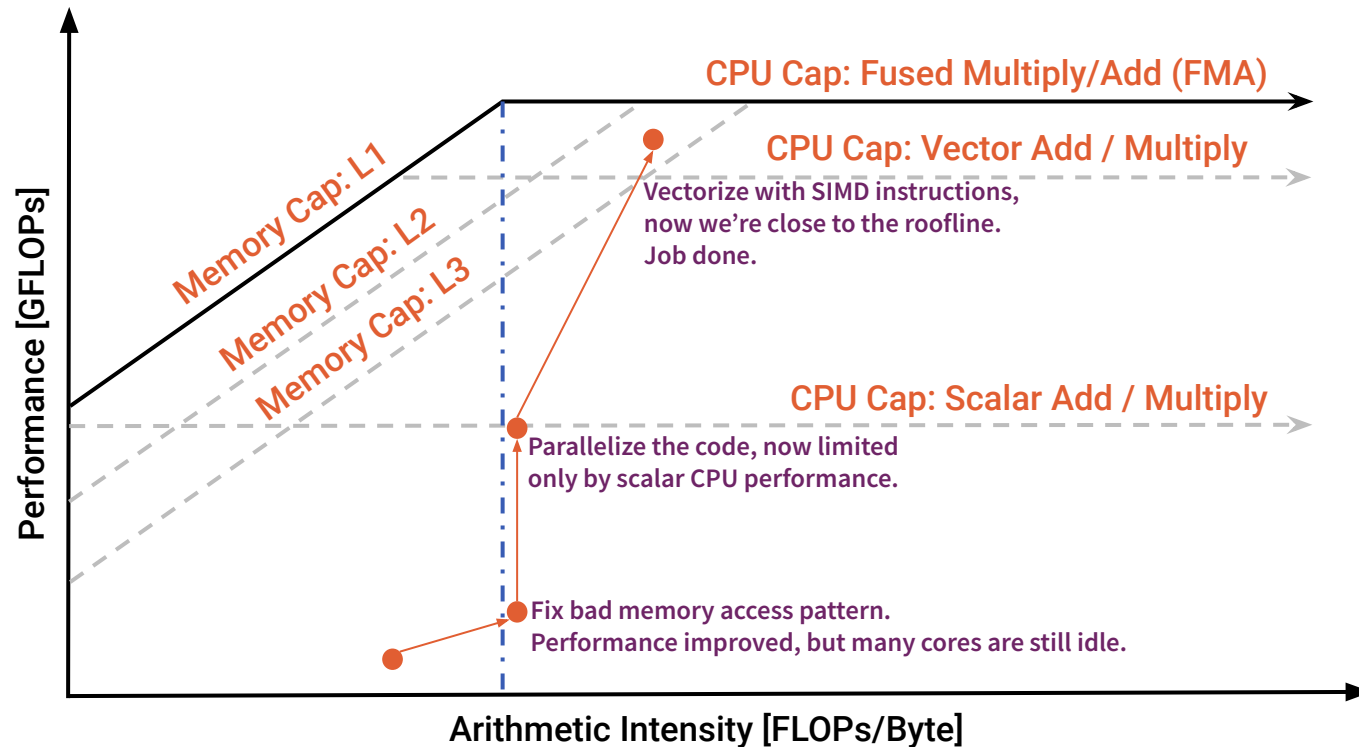 CPU Cap: Fused Multiply/Add (FMA)
CPU Cap: Vector Add / Multiply
Memory Cap: L1
Vectorize with SIMD instructions,
now we’re close to the roofline.
Job done.
Memory Cap: L2
Memory Cap: L3
Performance [GFLOPs]
CPU Cap: Scalar Add / Multiply
Parallelize the code, now limited
only by scalar CPU performance.
Fix bad memory access pattern.
Performance improved, but many cores are still idle.
Arithmetic Intensity [FLOPs/Byte]